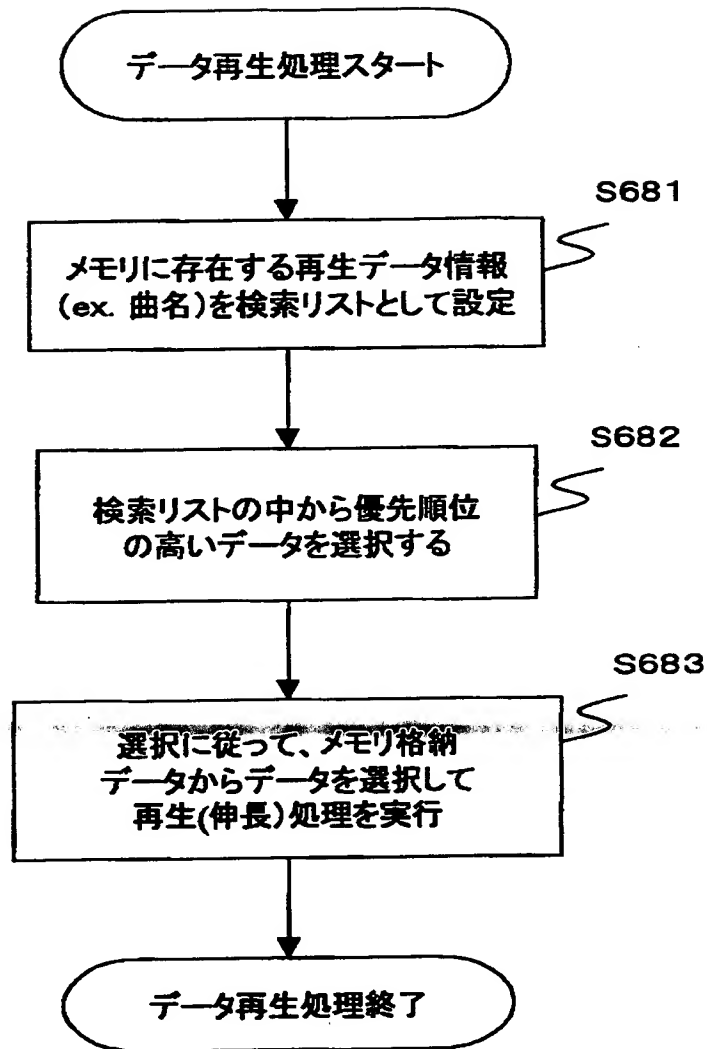 データ再生処理スタート
S681
メモリに存在する再生データ情報
(ex. 曲名)を検索リストとして設定
S682
検索リストの中から優先順位
の高いデータを選択する
S683
選択に従って、メモリ格納
データからデータを選択して
再生(伸長)処理を実行
データ再生処理終了